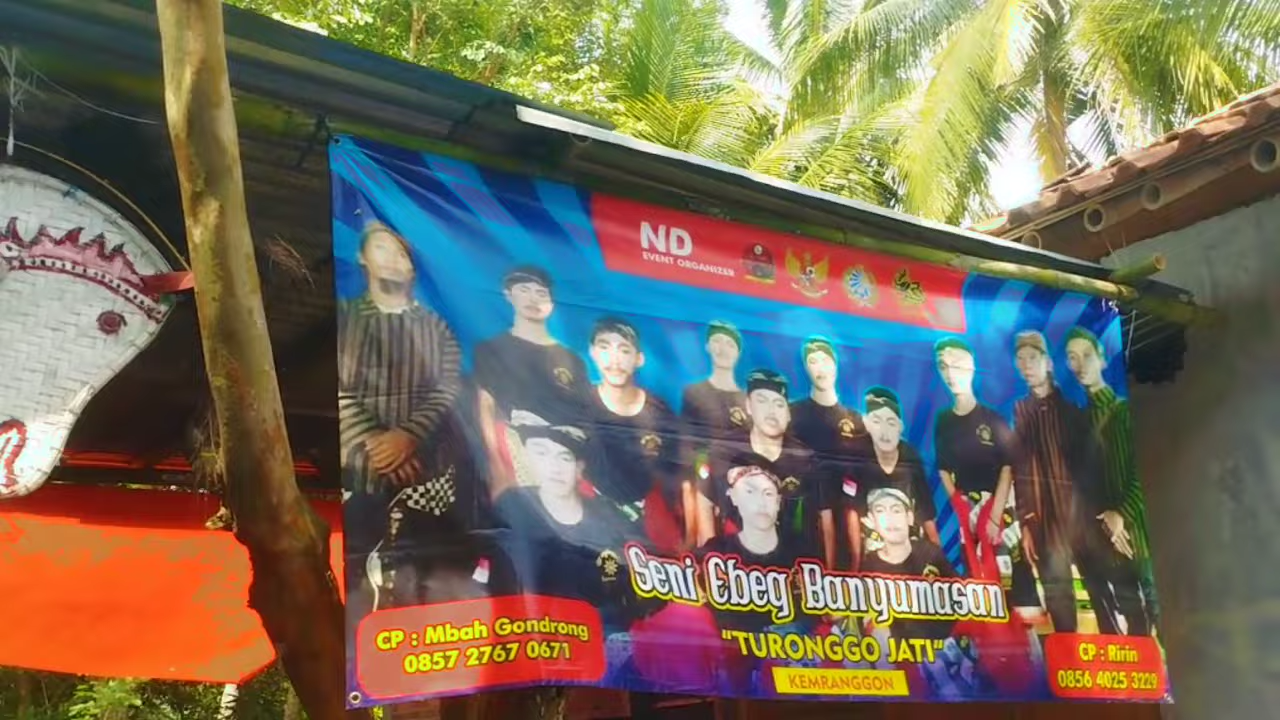 ND
EVENT ORGANIZER
Seni Ebeg Banyumasan
"TURONGGO JATI"
KEMRANGGON
CP : Mbah Gondrong
0857 2767 0671
CP : Ririn
0856 4025 3229